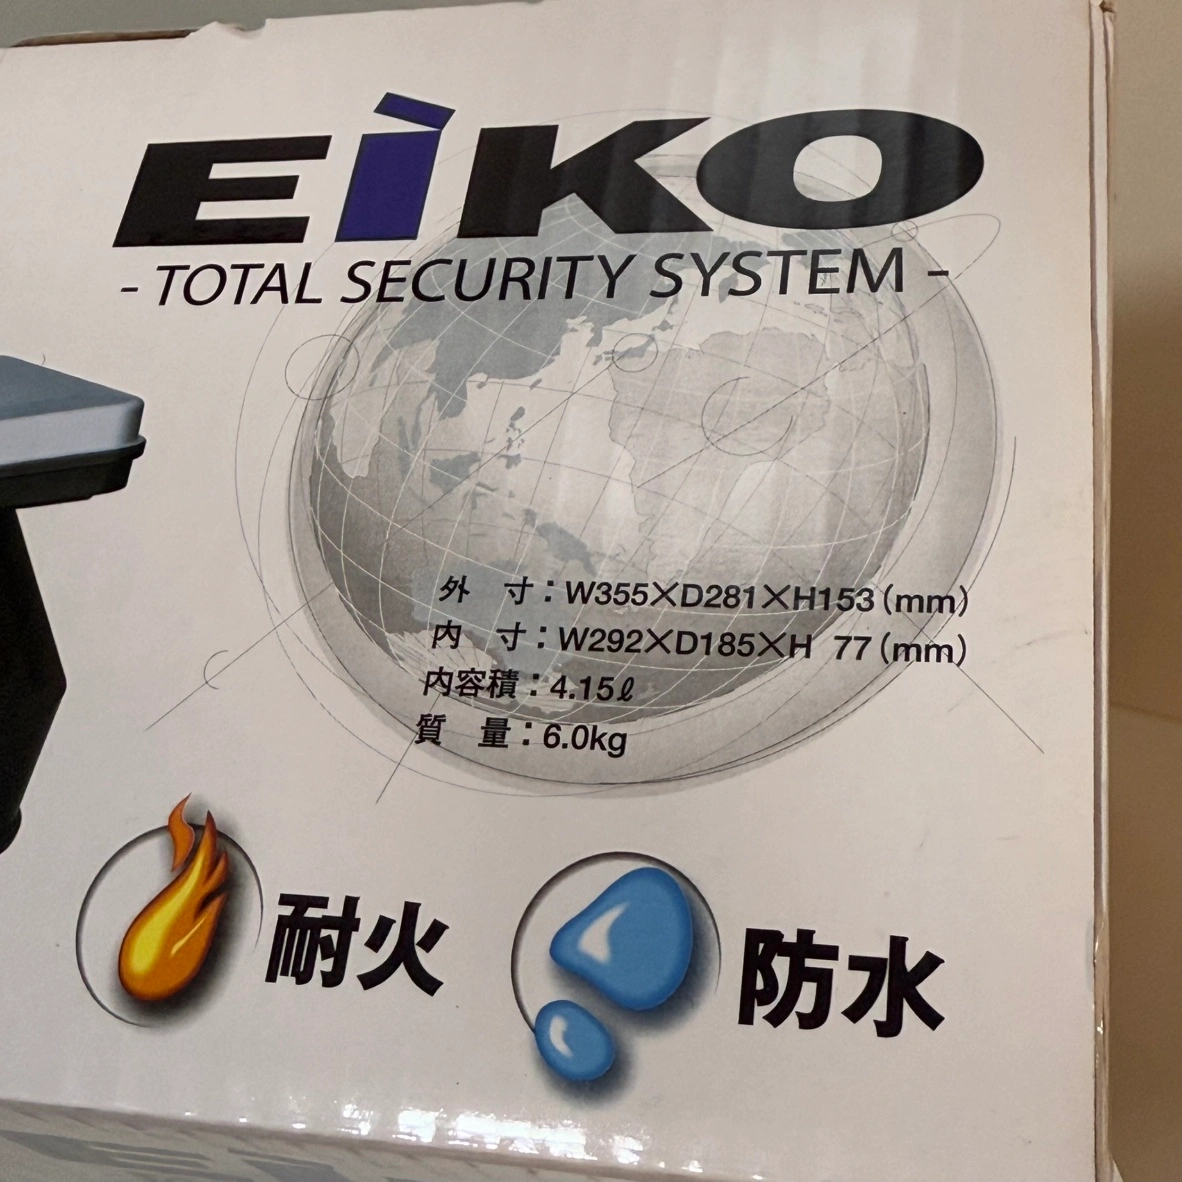 EiKO
- TOTAL SECURITY SYSTEM -
外　寸：W355×D281×H153(mm)
内　寸：W292×D185×H 77(mm)
内容積：4.15ℓ
質　量：6.0kg
耐火
防水